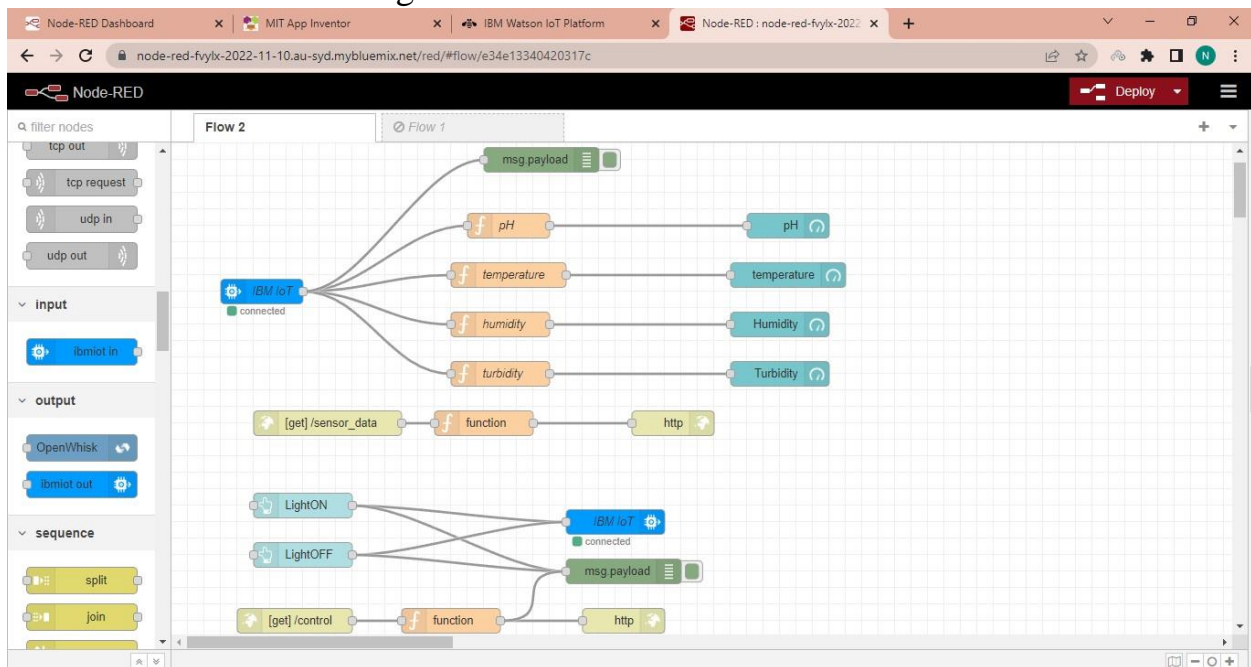 g
Node-RED Dashboard
MIT App Inventor
IBM Watson IoT Platform
Node-RED : node-red-fvylx-2022
node-red-fvylx-2022-11-10.au-syd.mybluemix.net/red/#flow/e34e13340420317c
N
Node-RED
Deploy
filter nodes
Flow 2
Flow 1
tcp out
tcp request
udp in
udp out
input
ibmiot in
output
OpenWhisk
ibmiot out
sequence
split
join
msg.payload
f pH
pH
f temperature
temperature
IBM IoT
connected
f humidity
Humidity
f turbidity
Turbidity
[get] /sensor_data
f function
http
LightON
IBM IoT
connected
LightOFF
msg.payload
[get] /control
f function
http